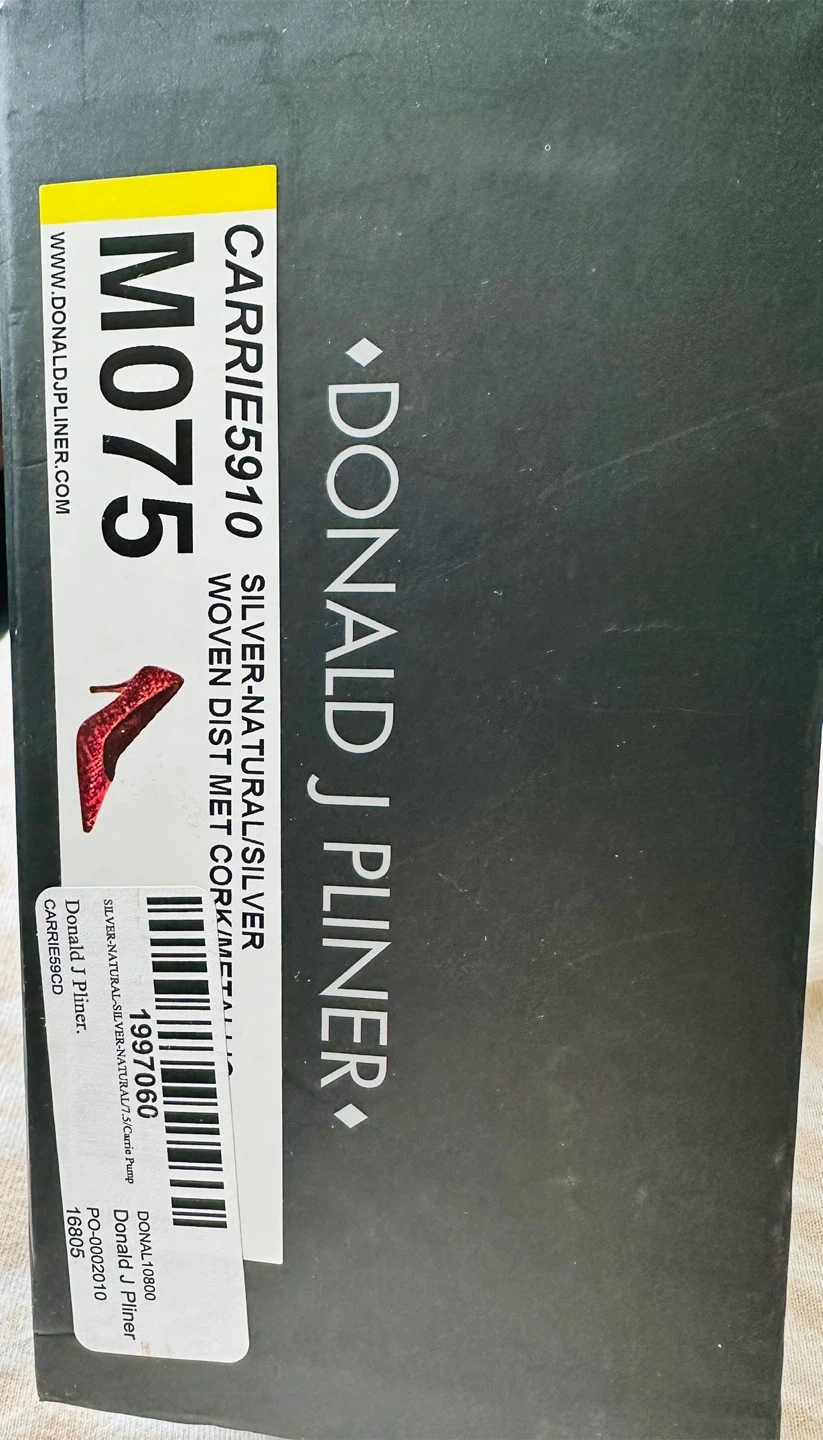 ♦DONALD J PLINER♦
CARRIE5910
SILVER-NATURAL/SILVER
WOVEN DIST MET CORK/METALLIC
M075
WWW.DONALDJPLINER.COM
1997060
SILVER-NATURAL-SILVER-NATURAL/7.5/Carrie Pump
Donald J Pliner.
CARRIE59CD
DONAL10800
Donald J Pliner
PO-0002010
16805